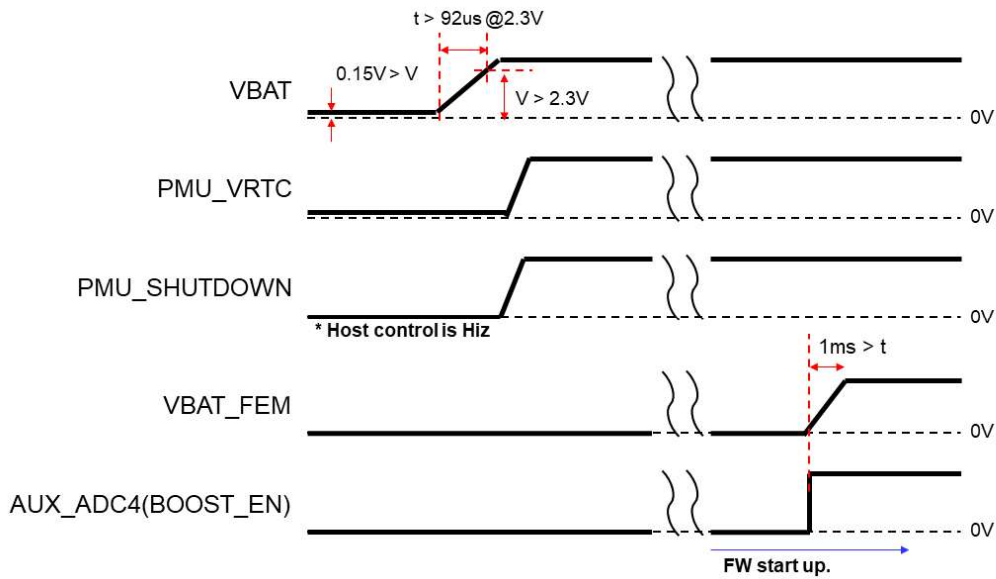 t > 92us @2.3V
0.15V > V
VBAT
V > 2.3V
0V
PMU_VRTC
0V
PMU_SHUTDOWN
0V
* Host control is Hiz
1ms > t
VBAT_FEM
0V
AUX_ADC4(BOOST_EN)
0V
FW start up.